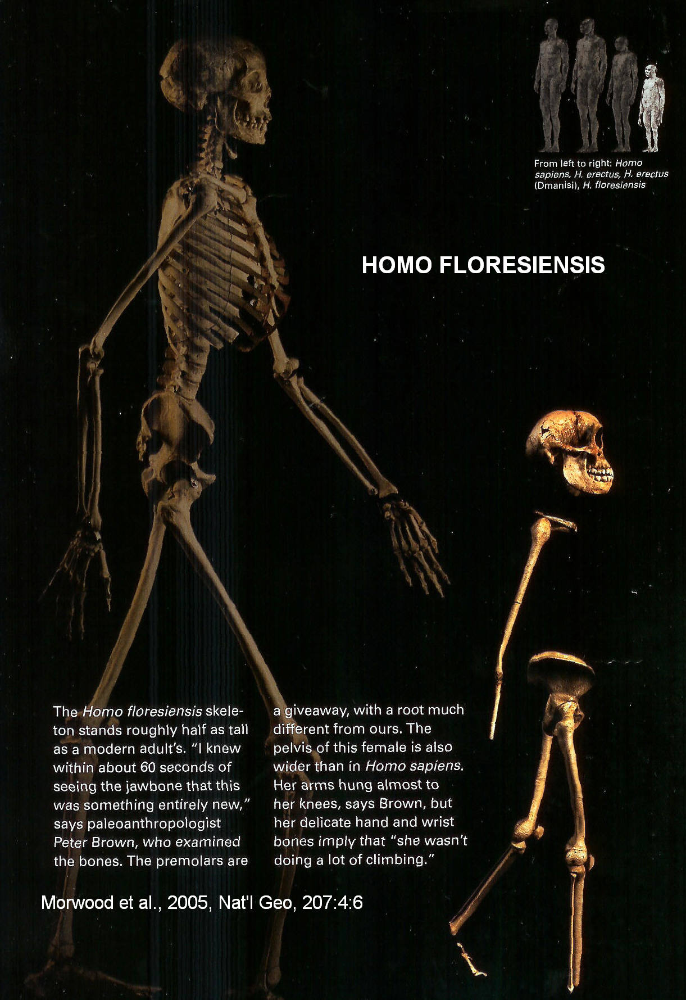 From left to right: Homo
sapiens, H. erectus, H. erectus
(Dmanisi), H. floresiensis
HOMO FLORESIENSIS
The Homo floresiensis skele-
ton stands roughly half as tall
as a modern adult's. "I knew
within about 60 seconds of
seeing the jawbone that this
was something entirely new,"
says paleoanthropologist
Peter Brown, who examined
the bones. The premolars are
a giveaway, with a root much
different from ours. The
pelvis of this female is also
wider than in Homo sapiens.
Her arms hung almost to
her knees, says Brown, but
her delicate hand and wrist
bones imply that "she wasn't
doing a lot of climbing."
Morwood et al., 2005, Nat'l Geo, 207:4:6